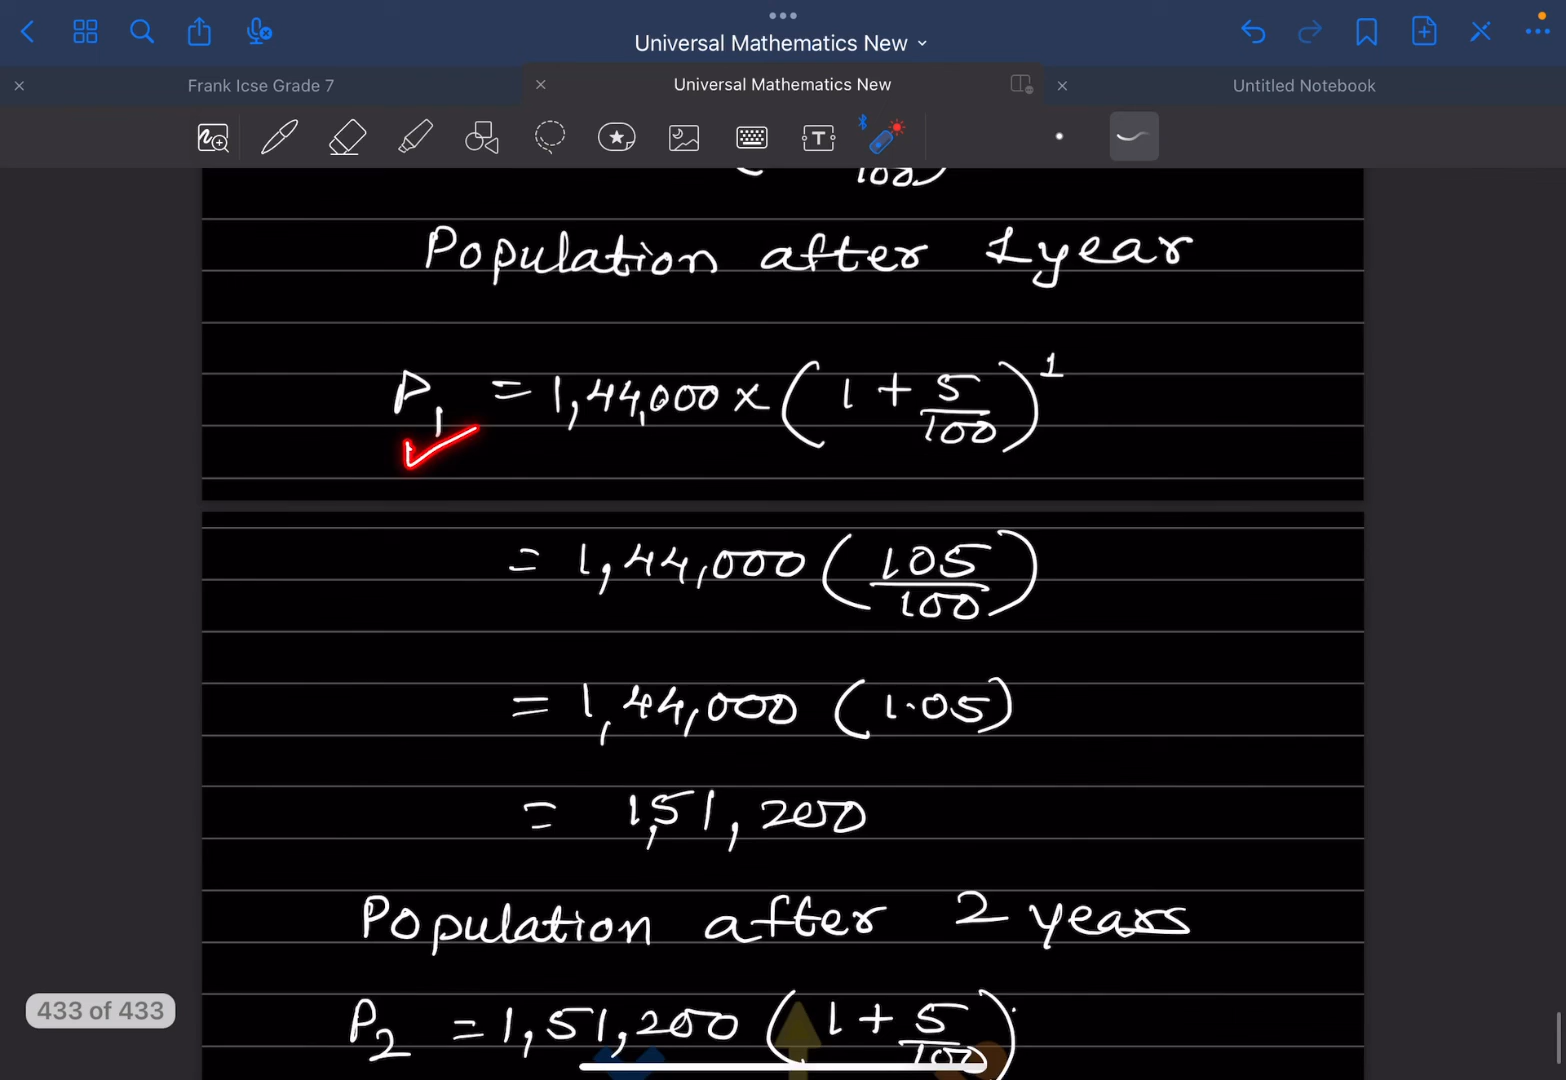 Universal Mathematics New
Frank Icse Grade 7
Universal Mathematics New
Untitled Notebook
100)
Population after 1 year
P₁ = 1,44,000 × (1 + 5/100)¹
= 1,44,000 (105/100)
= 1,44,000 (1.05)
= 1,51,200
Population after 2 years
433 of 433
P₂ = 1,51,200 (1 + 5/100)